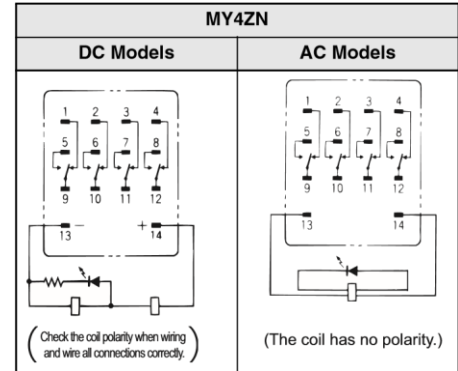 MY4ZN
DC Models
AC Models
1 2 3 4
5 6 7 8
9 10 11 12
13 − + 14
Check the coil polarity when wiring
and wire all connections correctly.
1 2 3 4
5 6 7 8
9 10 11 12
13 14
(The coil has no polarity.)